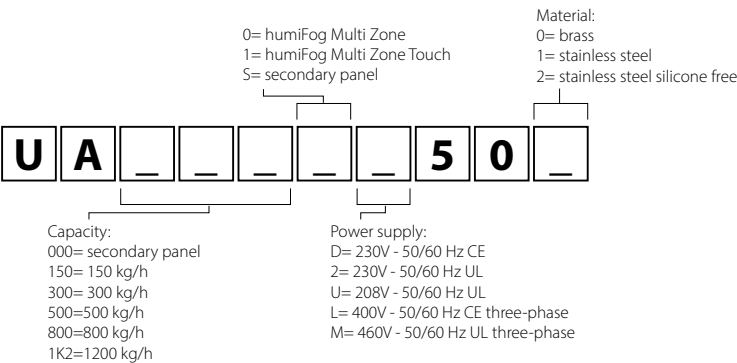 Material:
0= humiFog Multi Zone
0= brass
1= humiFog Multi Zone Touch
1= stainless steel
S= secondary panel
2= stainless steel silicone free
U A _ _ _ _ _ 5 0 _
Capacity:
000= secondary panel
150= 150 kg/h
300= 300 kg/h
500=500 kg/h
800=800 kg/h
1K2=1200 kg/h
Power supply:
D= 230V - 50/60 Hz CE
2= 230V - 50/60 Hz UL
U= 208V - 50/60 Hz UL
L= 400V - 50/60 Hz CE three-phase
M= 460V - 50/60 Hz UL three-phase